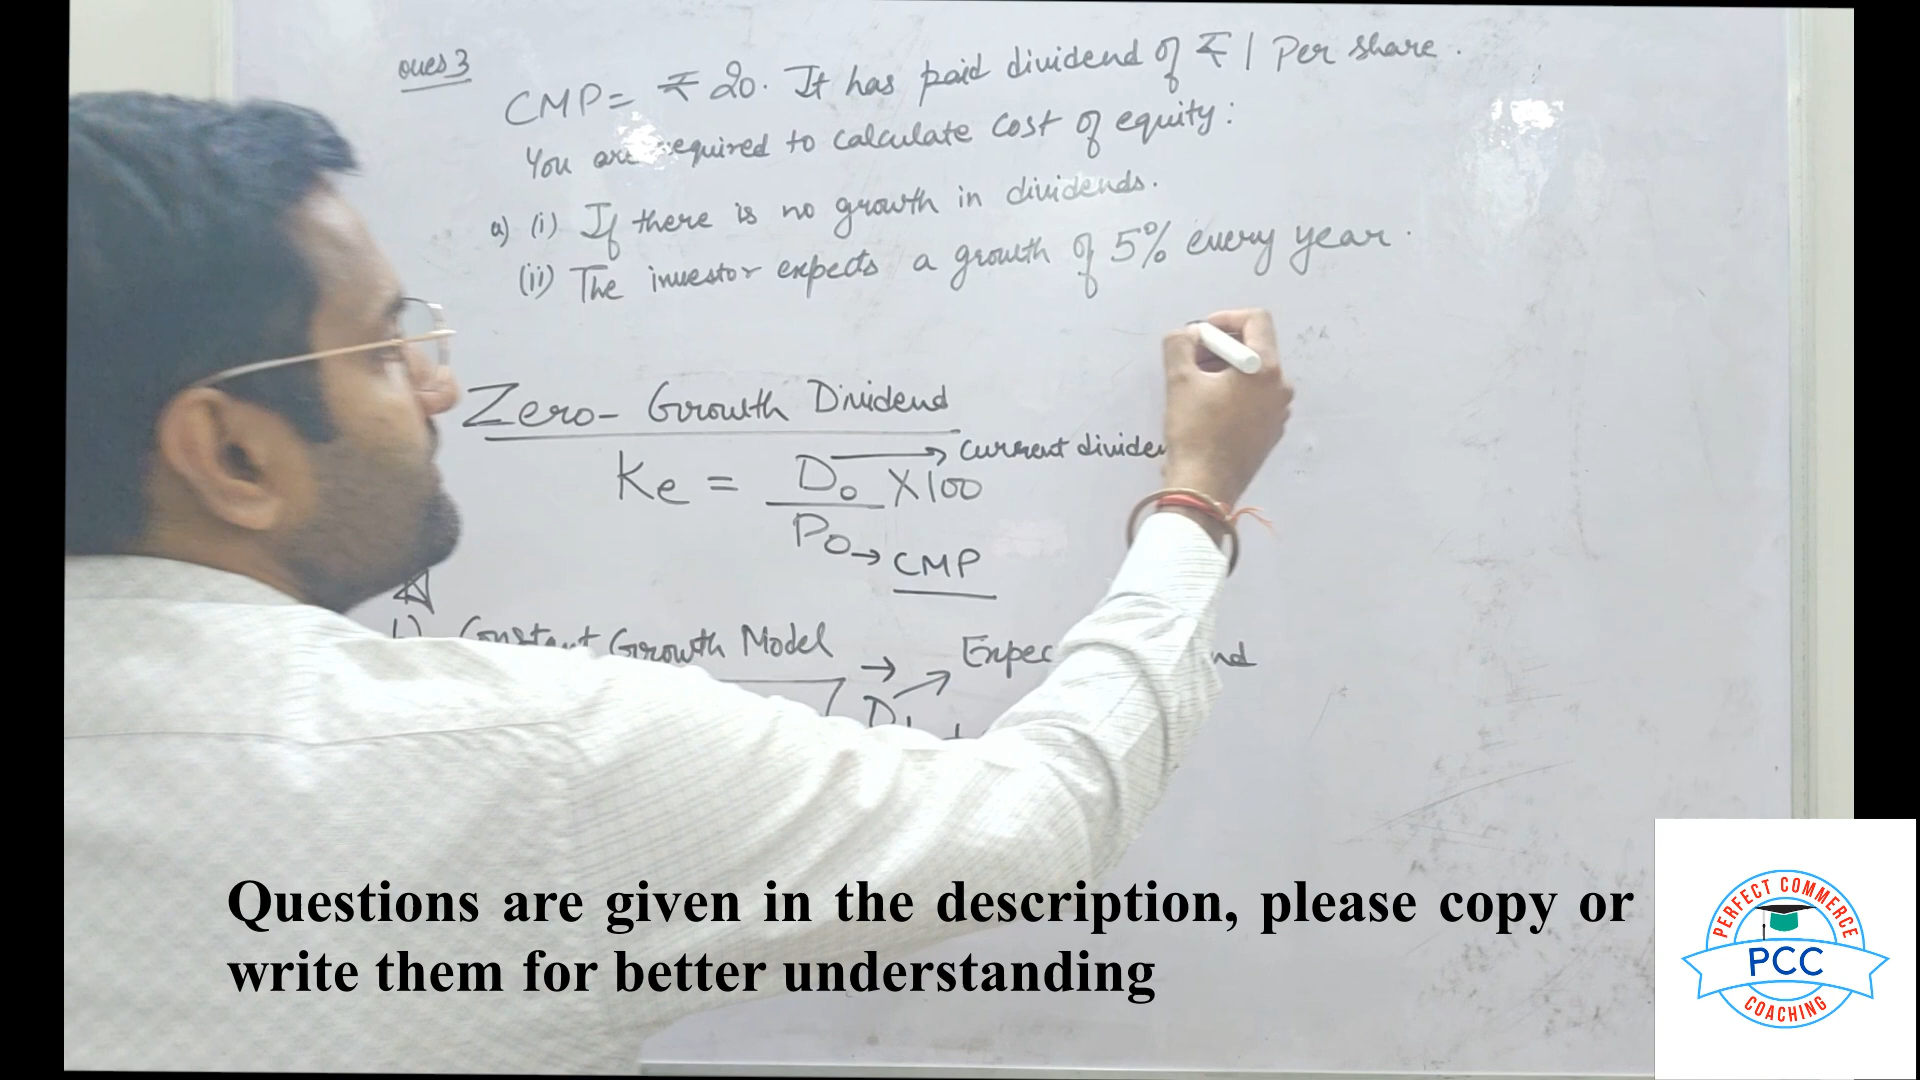 Ques 3
CMP = ₹ 20. It has paid dividend of ₹ 1 Per share.
You are required to calculate cost of equity:
a) (i) If there is no growth in dividends.
(ii) The investor expects a growth of 5% every year.
Zero-Growth Dividend
Ke = D₀ X100
P₀
→ Current
→ CMP
Constant Growth Model
→
D₁
Questions are given in the description, please copy or
write them for better understanding
PERFECT COMMERCE
PCC
COACHING